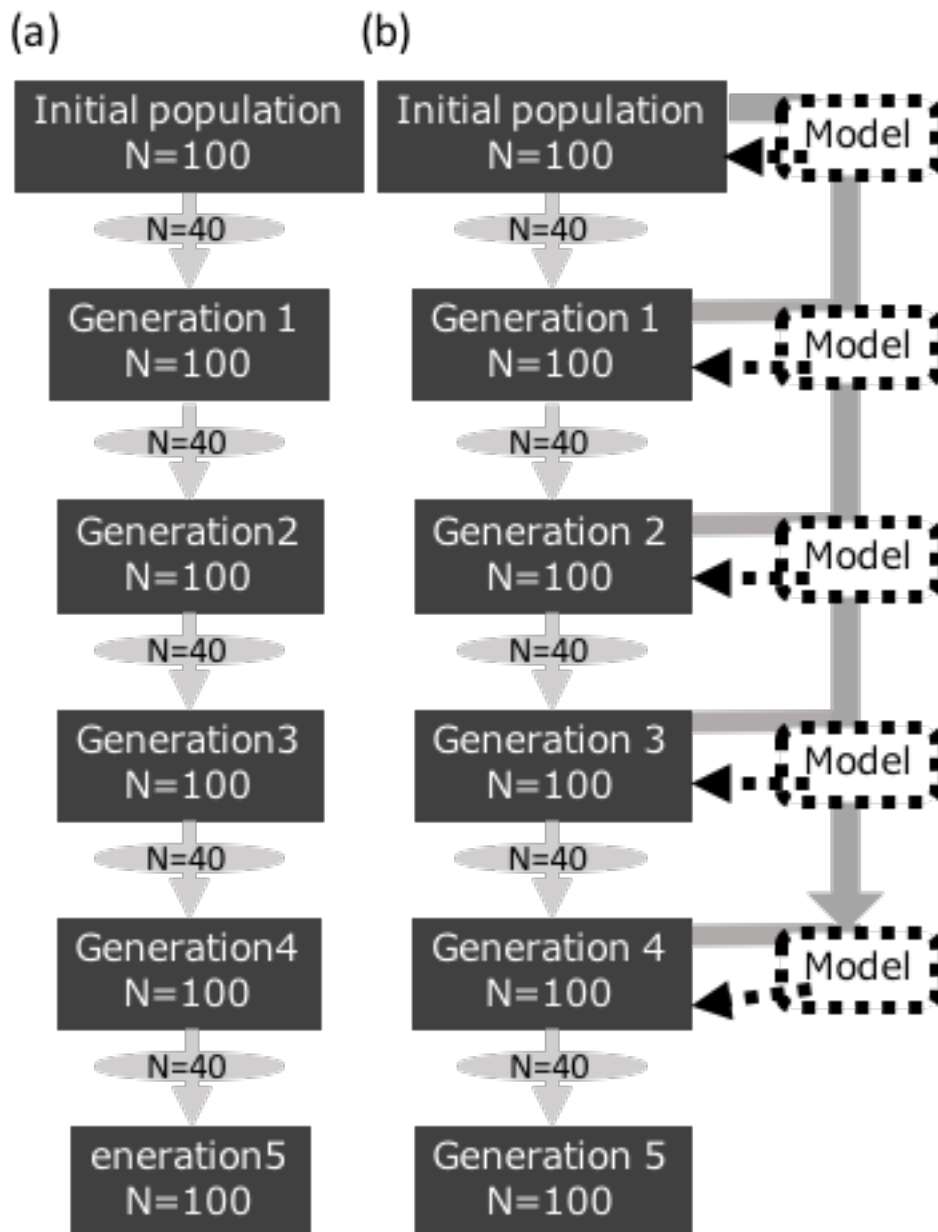 (a)
Initial population
N=100
N=40
Generation 1
N=100
N=40
Generation2
N=100
N=40
Generation3
N=100
N=40
Generation4
N=100
N=40
eneration5
N=100
(b)
Initial population
N=100
Model
N=40
Generation 1
N=100
Model
N=40
Generation 2
N=100
Model
N=40
Generation 3
N=100
Model
N=40
Generation 4
N=100
Model
N=40
Generation 5
N=100